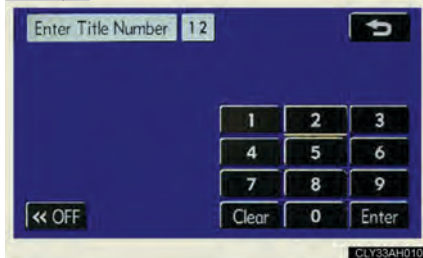 Enter Title Number 12
1 2 3
4 5 6
7 8 9
« OFF Clear 0 Enter
CLY33AH010